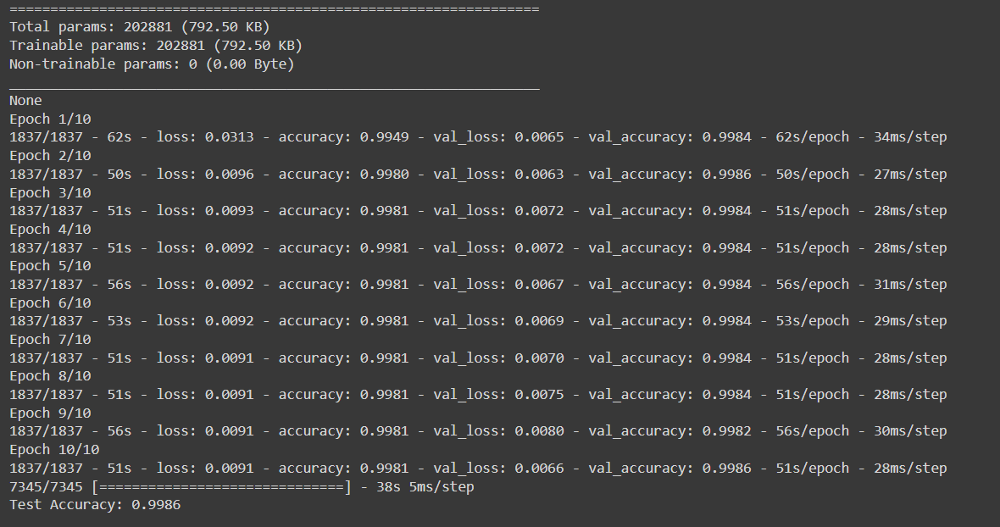 =================================================================
Total params: 202881 (792.50 KB)
Trainable params: 202881 (792.50 KB)
Non-trainable params: 0 (0.00 Byte)
_________________________________________________________________
None
Epoch 1/10
1837/1837 - 62s - loss: 0.0313 - accuracy: 0.9949 - val_loss: 0.0065 - val_accuracy: 0.9984 - 62s/epoch - 34ms/step
Epoch 2/10
1837/1837 - 50s - loss: 0.0096 - accuracy: 0.9980 - val_loss: 0.0063 - val_accuracy: 0.9986 - 50s/epoch - 27ms/step
Epoch 3/10
1837/1837 - 51s - loss: 0.0093 - accuracy: 0.9981 - val_loss: 0.0072 - val_accuracy: 0.9984 - 51s/epoch - 28ms/step
Epoch 4/10
1837/1837 - 51s - loss: 0.0092 - accuracy: 0.9981 - val_loss: 0.0072 - val_accuracy: 0.9984 - 51s/epoch - 28ms/step
Epoch 5/10
1837/1837 - 56s - loss: 0.0092 - accuracy: 0.9981 - val_loss: 0.0067 - val_accuracy: 0.9984 - 56s/epoch - 31ms/step
Epoch 6/10
1837/1837 - 53s - loss: 0.0092 - accuracy: 0.9981 - val_loss: 0.0069 - val_accuracy: 0.9984 - 53s/epoch - 29ms/step
Epoch 7/10
1837/1837 - 51s - loss: 0.0091 - accuracy: 0.9981 - val_loss: 0.0070 - val_accuracy: 0.9984 - 51s/epoch - 28ms/step
Epoch 8/10
1837/1837 - 51s - loss: 0.0091 - accuracy: 0.9981 - val_loss: 0.0075 - val_accuracy: 0.9984 - 51s/epoch - 28ms/step
Epoch 9/10
1837/1837 - 56s - loss: 0.0091 - accuracy: 0.9981 - val_loss: 0.0080 - val_accuracy: 0.9982 - 56s/epoch - 30ms/step
Epoch 10/10
1837/1837 - 51s - loss: 0.0091 - accuracy: 0.9981 - val_loss: 0.0066 - val_accuracy: 0.9986 - 51s/epoch - 28ms/step
7345/7345 [==============================] - 38s 5ms/step
Test Accuracy: 0.9986